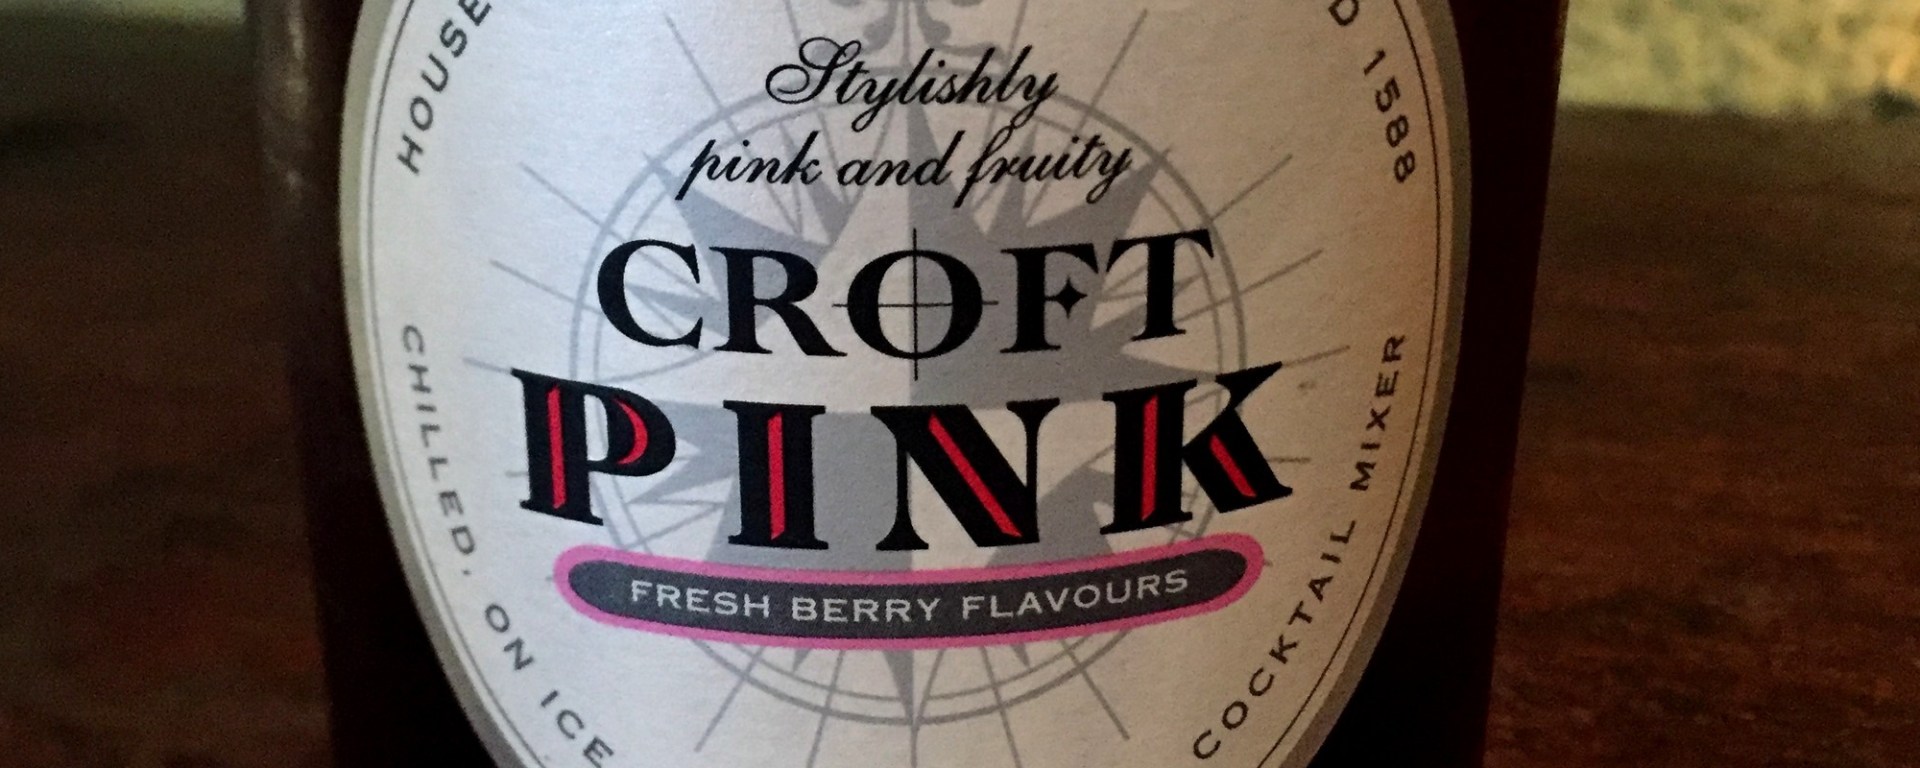 HOUSE
D 1588
Stylishly
pink and fruity
CROFT
PINK
FRESH BERRY FLAVOURS
CHILLED, ON ICE
COCKTAIL MIXER